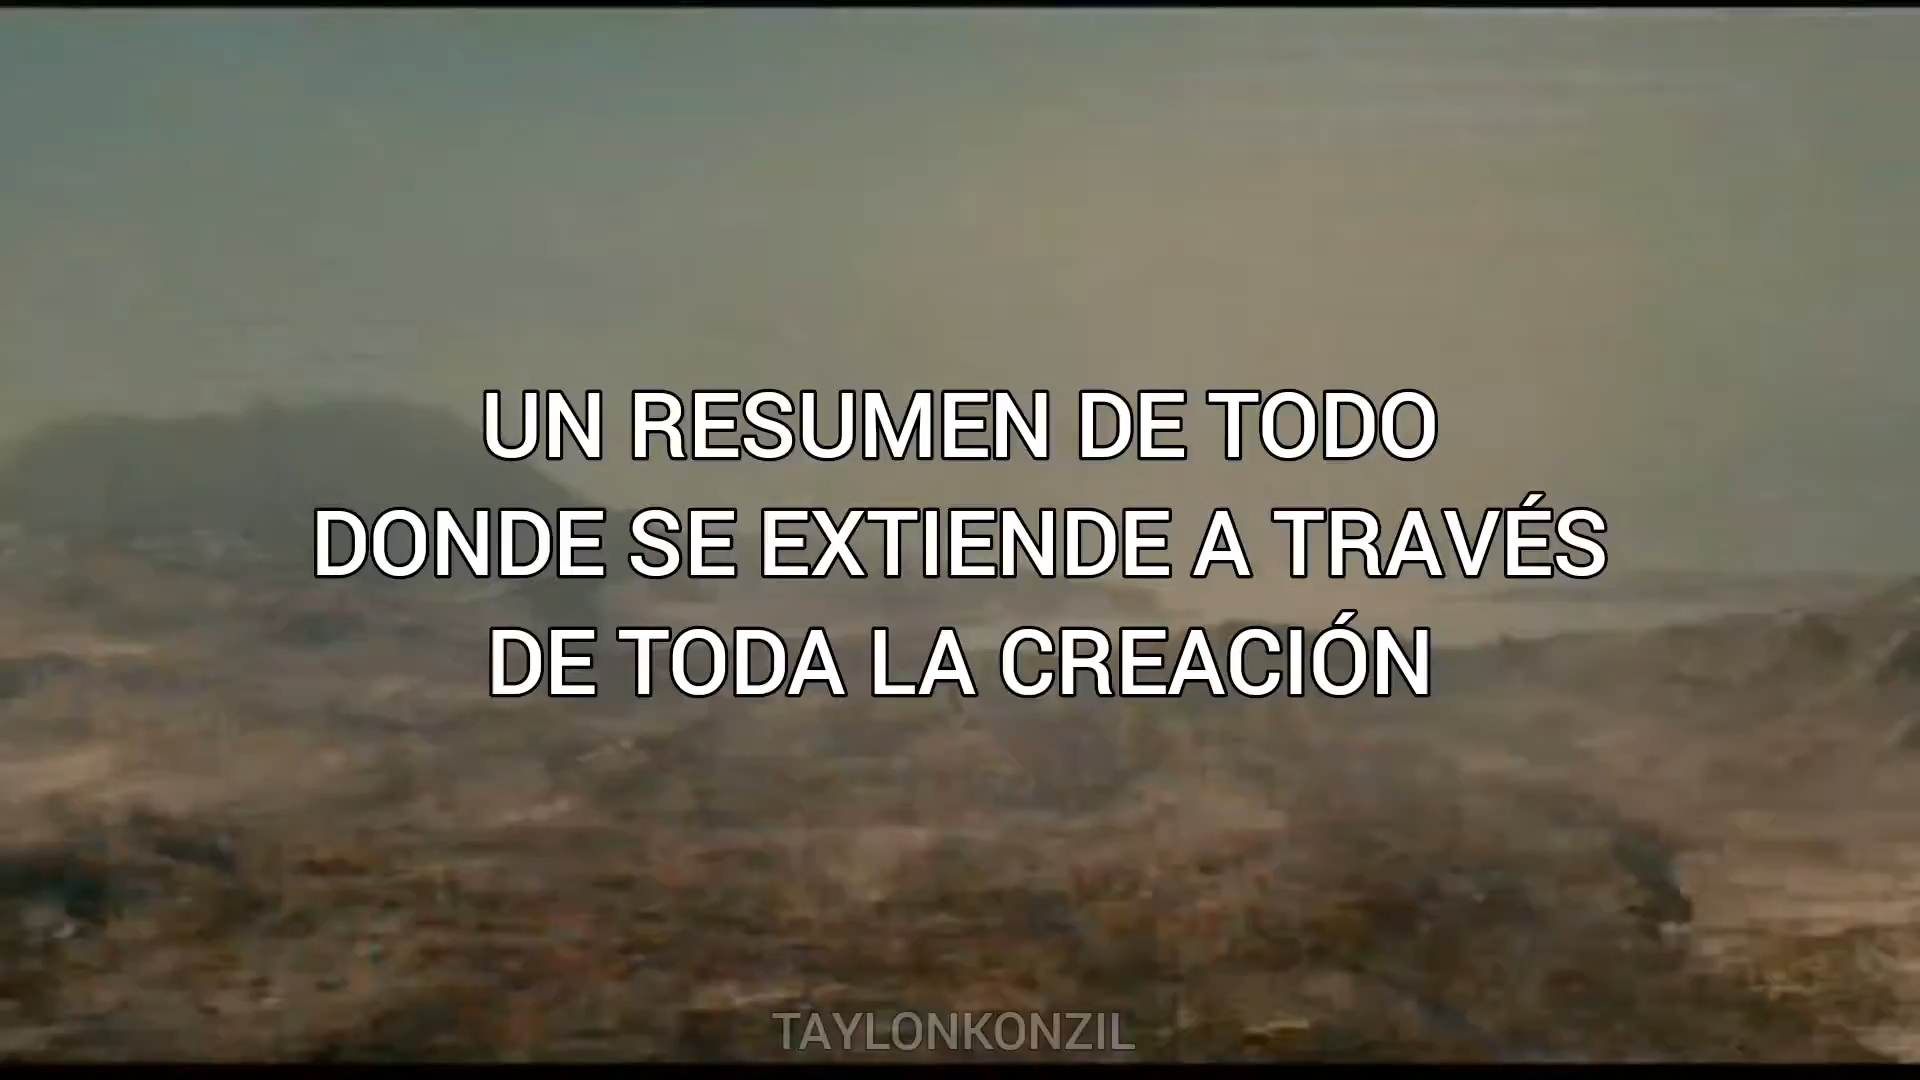 UN RESUMEN DE TODO
DONDE SE EXTIENDE A TRAVÉS
DE TODA LA CREACIÓN
TAYLONKONZIL